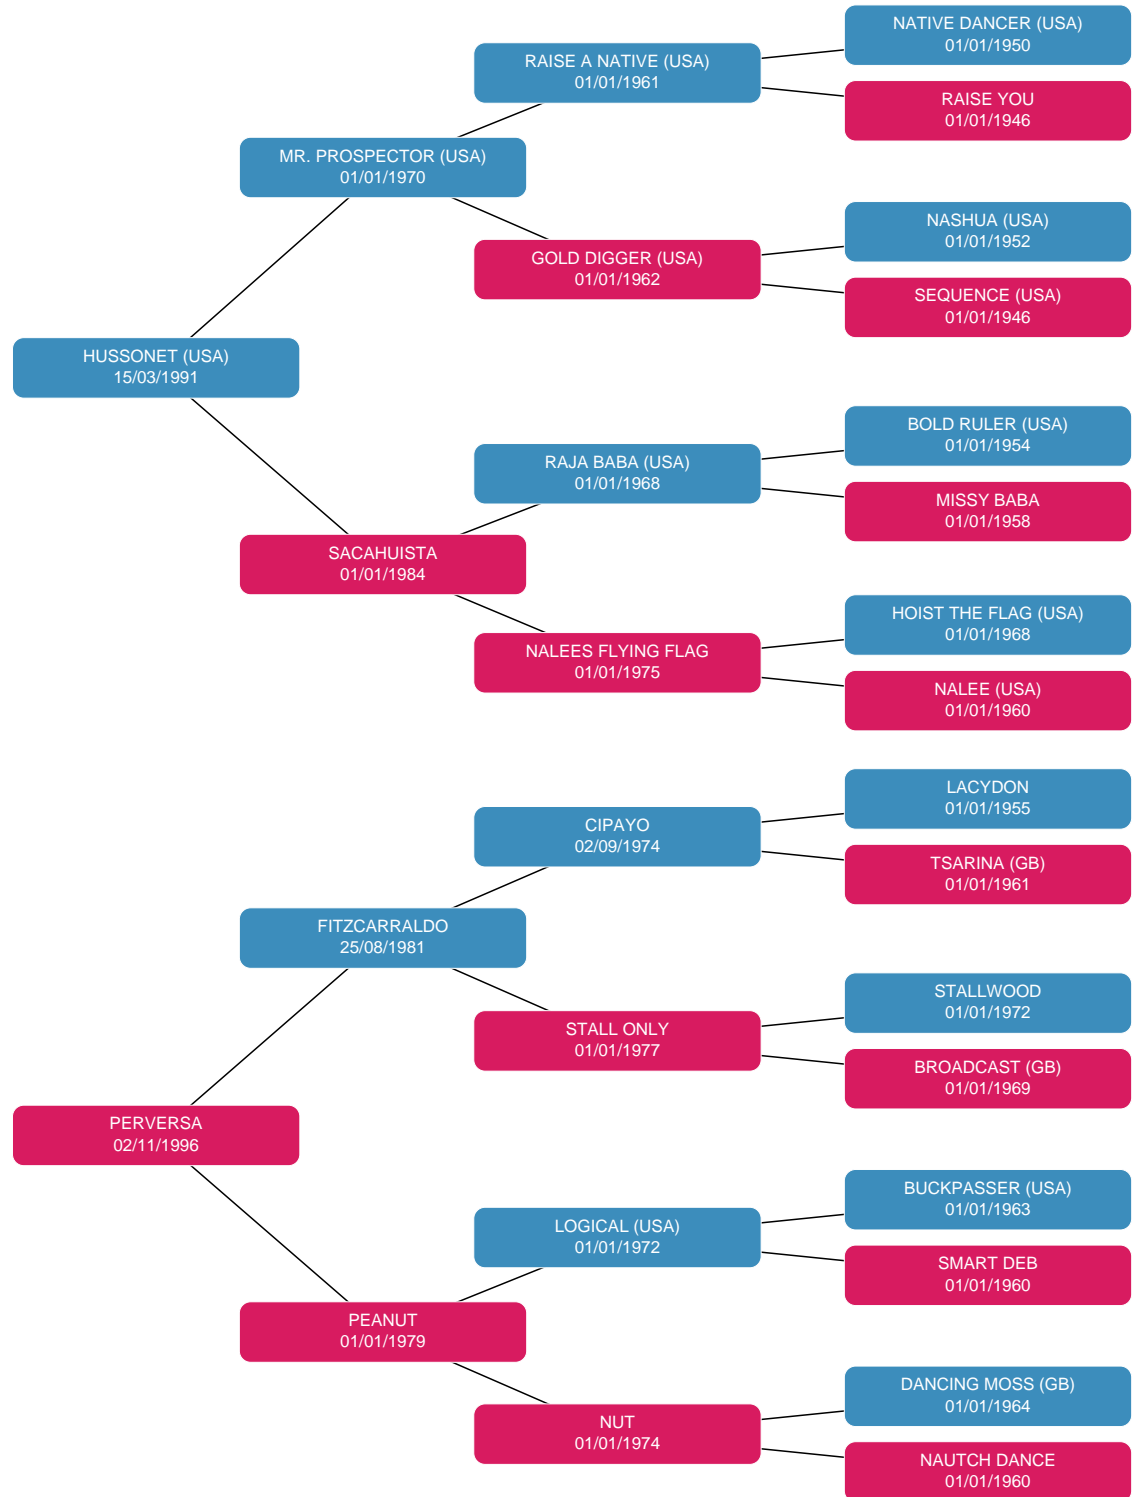 NATIVE DANCER (USA)
01/01/1950
RAISE A NATIVE (USA)
01/01/1961
RAISE YOU
01/01/1946
MR. PROSPECTOR (USA)
01/01/1970
NASHUA (USA)
01/01/1952
GOLD DIGGER (USA)
01/01/1962
SEQUENCE (USA)
01/01/1946
HUSSONET (USA)
15/03/1991
BOLD RULER (USA)
01/01/1954
RAJA BABA (USA)
01/01/1968
MISSY BABA
01/01/1958
SACAHUISTA
01/01/1984
HOIST THE FLAG (USA)
01/01/1968
NALEES FLYING FLAG
01/01/1975
NALEE (USA)
01/01/1960
LACYDON
01/01/1955
CIPAYO
02/09/1974
TSARINA (GB)
01/01/1961
FITZCARRALDO
25/08/1981
STALLWOOD
01/01/1972
STALL ONLY
01/01/1977
BROADCAST (GB)
01/01/1969
PERVERSA
02/11/1996
BUCKPASSER (USA)
01/01/1963
LOGICAL (USA)
01/01/1972
SMART DEB
01/01/1960
PEANUT
01/01/1979
DANCING MOSS (GB)
01/01/1964
NUT
01/01/1974
NAUTCH DANCE
01/01/1960